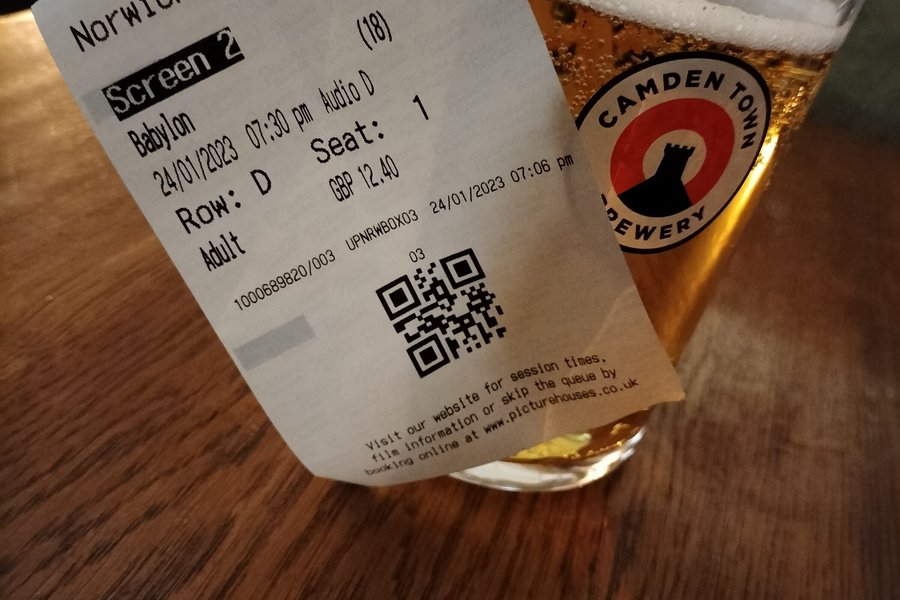 Screen 2
(18)
Babylon
24/01/2023 07:30 pm Audio D
Row: D Seat: 1
Adult GBP 12.40
1000689820/003 UPNRWBOX03 24/01/2023 07:06 pm
03
Visit our website for session times,
film information or skip the queue by
booking online at www.picturehouses.co.uk
CAMDEN TOWN
BREWERY